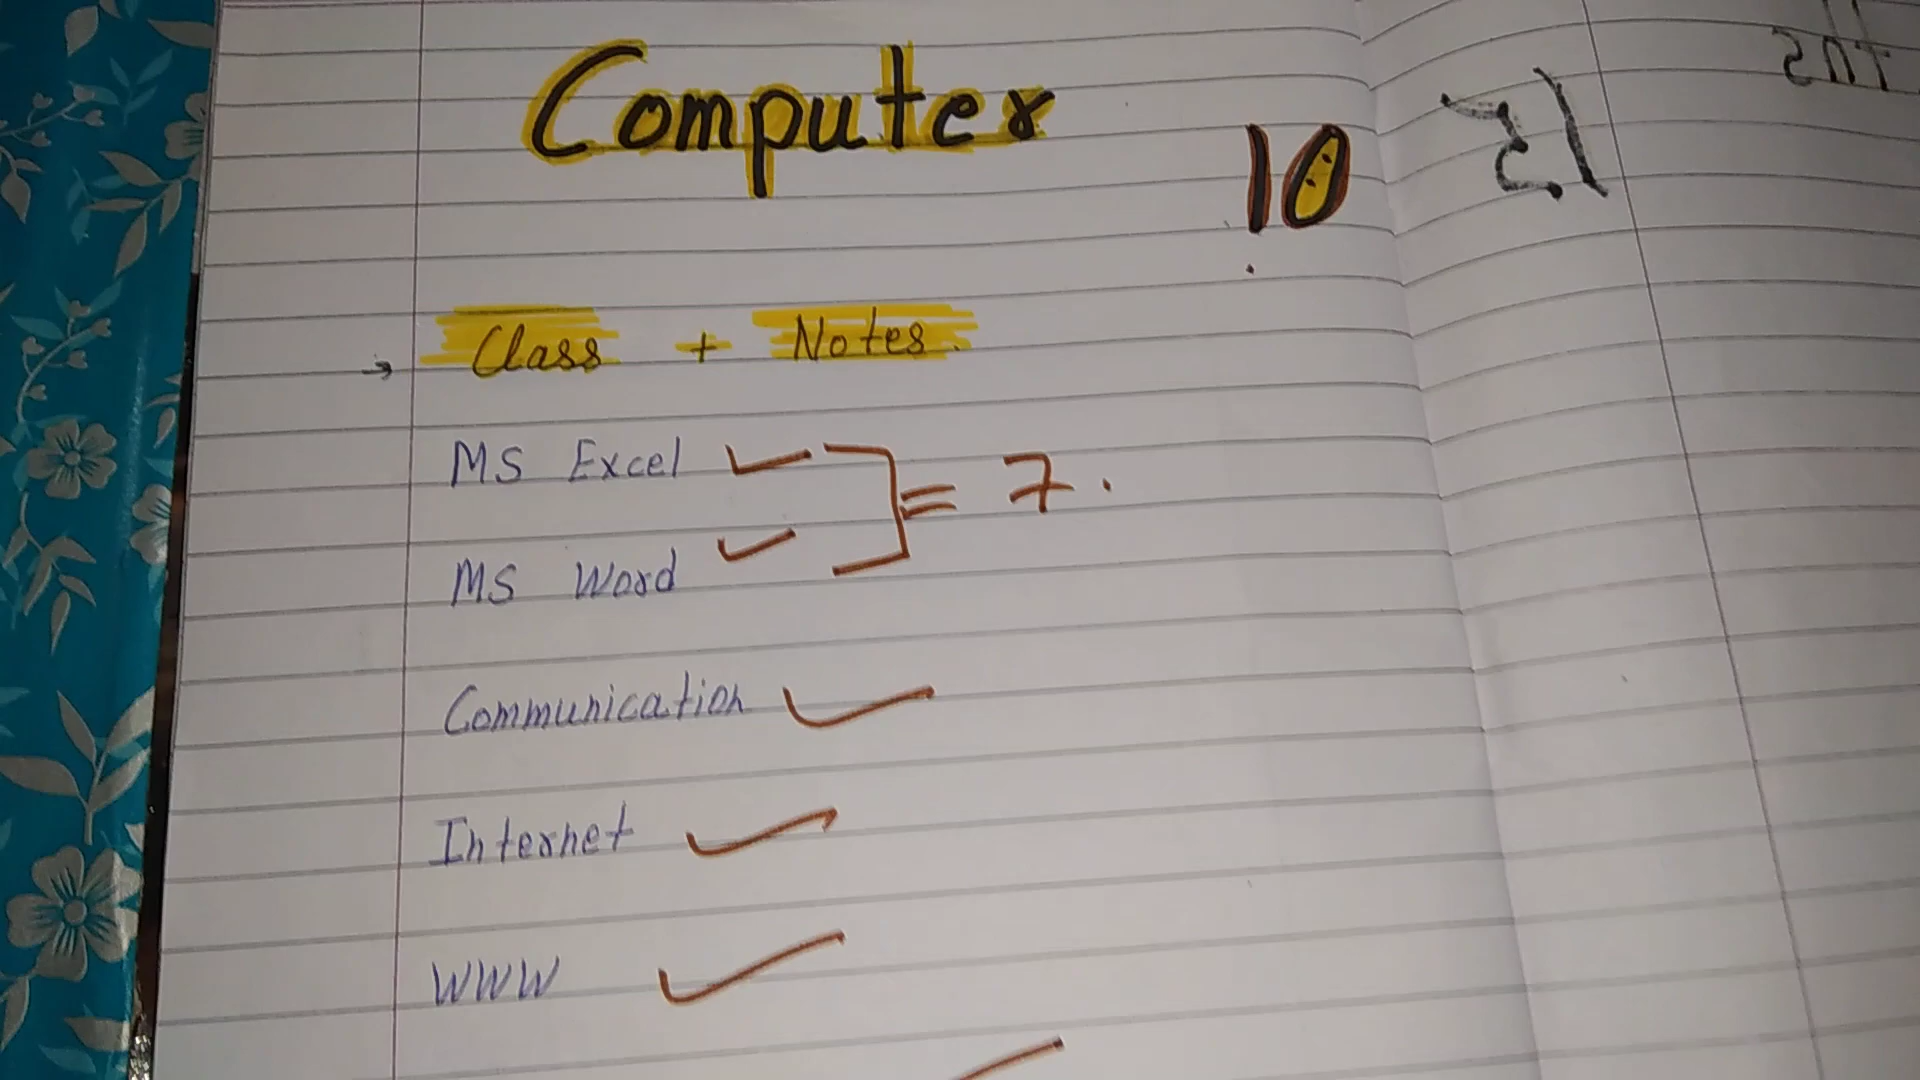 Computer
10
→ Class + Notes.
MS Excel ✓
MS Word ✓
] = 7.
Communication ✓
Internet ✓
WWW ✓